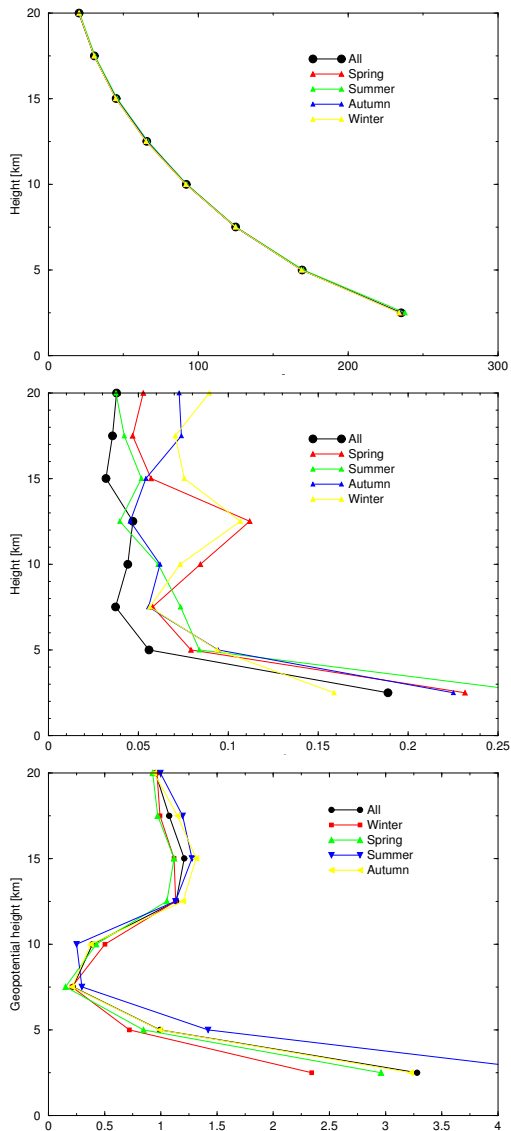 20
15
10
5
0
Height [km]
All
Spring
Summer
Autumn
Winter
0 100 200 300
20
15
10
5
0
Height [km]
All
Spring
Summer
Autumn
Winter
0 0.05 0.1 0.15 0.2 0.25
20
15
10
5
0
Geopotential height [km]
All
Winter
Spring
Summer
Autumn
0 0.5 1 1.5 2 2.5 3 3.5 4